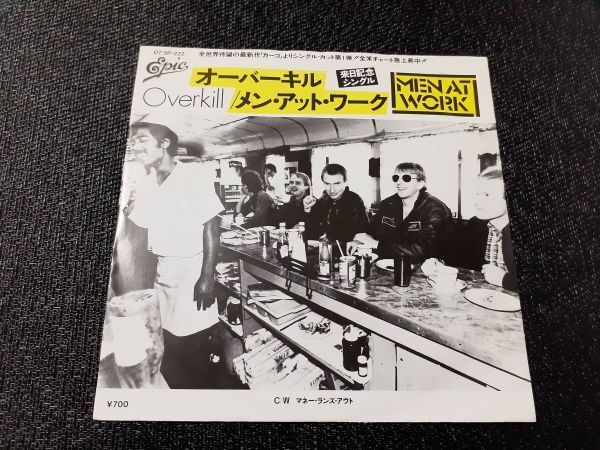 07・5P-222
全世界待望の最新作「カーゴ」よりシングル・カット第1弾!!全米チャート急上昇中!!
Epic
オーバーキル
来日記念
シングル
Overkill
/メン・アット・ワーク
MEN AT
WORK
¥700
C/W マネー・ランズ・アウト